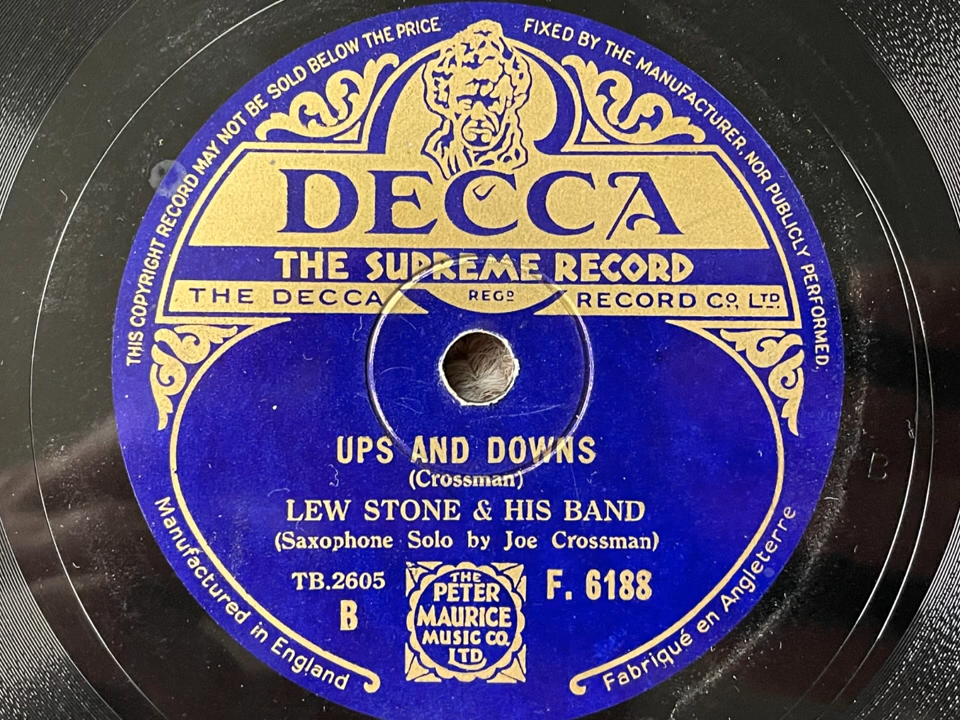 THIS COPYRIGHT RECORD MAY NOT BE SOLD BELOW THE PRICE FIXED BY THE MANUFACTURER, NOR PUBLICLY PERFORMED.
DECCA
THE SUPREME RECORD
THE DECCA REGD RECORD CO., LTD.
UPS AND DOWNS
(Crossman)
LEW STONE & HIS BAND
(Saxophone Solo by Joe Crossman)
TB.2605
B
THE
PETER
MAURICE
MUSIC CO.
LTD.
F. 6188
Manufactured in England
Fabriqué en Angleterre
B